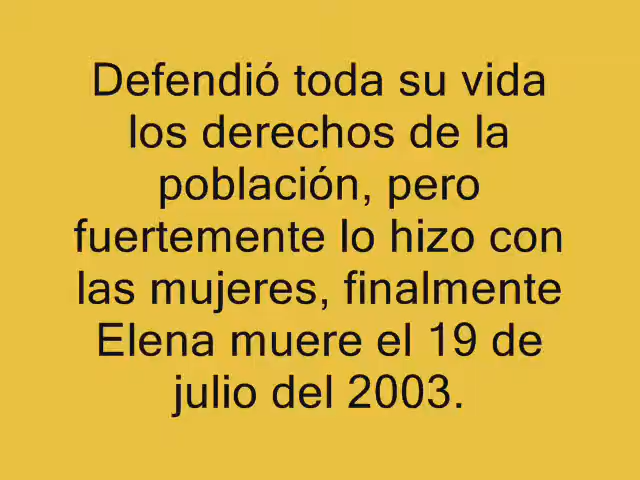 Defendió toda su vida
los derechos de la
población, pero
fuertemente lo hizo con
las mujeres, finalmente
Elena muere el 19 de
julio del 2003.